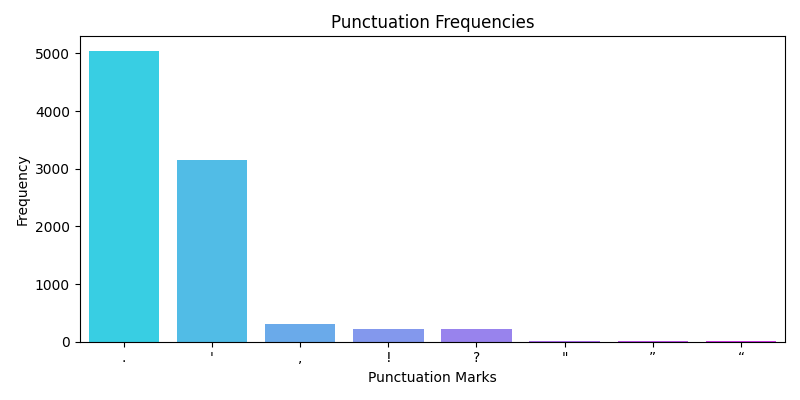 Punctuation Frequencies
Frequency
5000
4000
3000
2000
1000
0
. ' , ! ? " ” “
Punctuation Marks